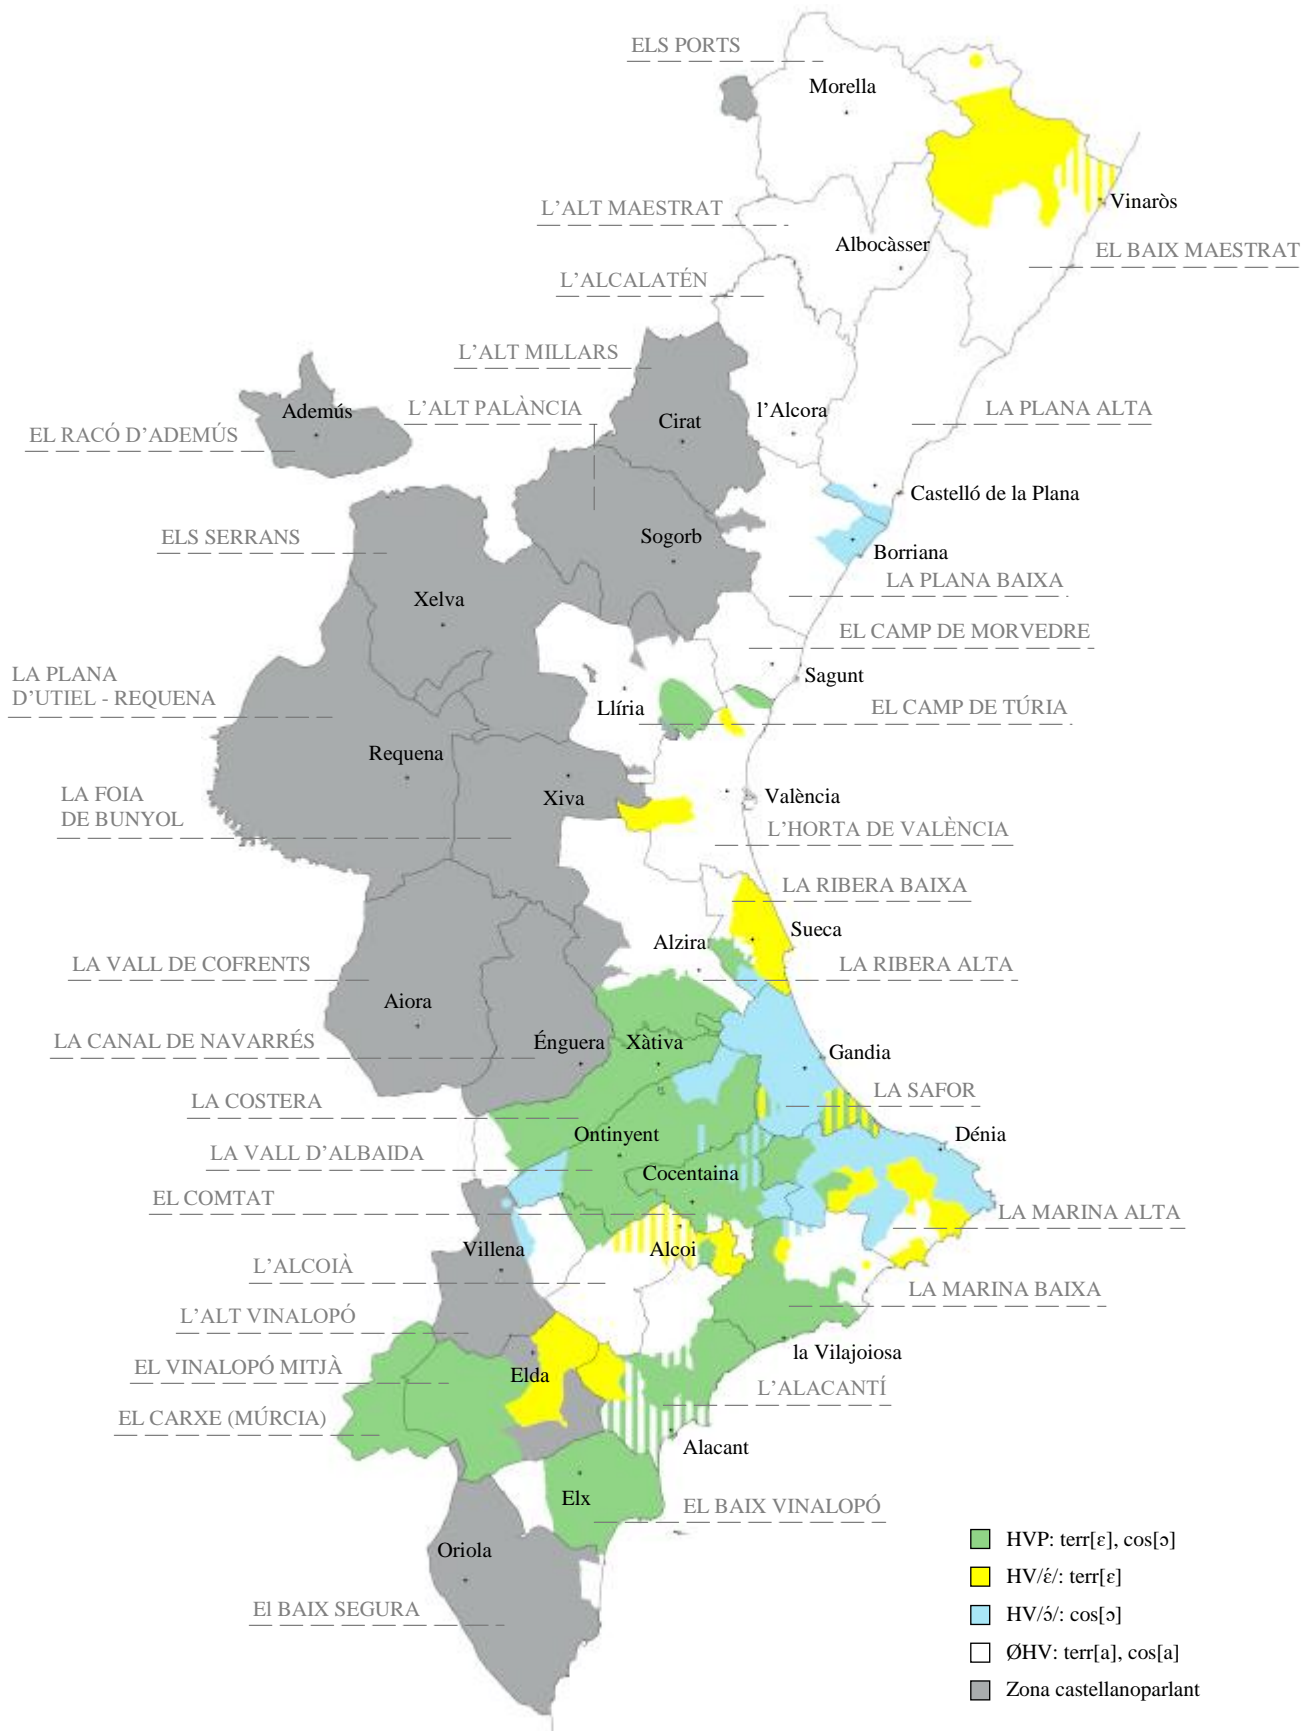 ELS PORTS
Morella
Vinaròs
L'ALT MAESTRAT
Albocàsser
EL BAIX MAESTRAT
L'ALCALATÉN
L'ALT MILLARS
Ademús
L'ALT PALÀNCIA
Cirat
l'Alcora
LA PLANA ALTA
EL RACÓ D'ADEMÚS
Castelló de la Plana
ELS SERRANS
Sogorb
Borriana
LA PLANA BAIXA
Xelva
EL CAMP DE MORVEDRE
LA PLANA
D'UTIEL - REQUENA
Sagunt
Llíria
EL CAMP DE TÚRIA
Requena
LA FOIA
DE BUNYOL
Xiva
València
L'HORTA DE VALÈNCIA
LA RIBERA BAIXA
Sueca
Alzira
LA VALL DE COFRENTS
LA RIBERA ALTA
Aiora
LA CANAL DE NAVARRÉS
Énguera
Xàtiva
Gandia
LA COSTERA
LA SAFOR
Ontinyent
Dénia
LA VALL D'ALBAIDA
Cocentaina
EL COMTAT
LA MARINA ALTA
Villena
Alcoi
L'ALCOIÀ
LA MARINA BAIXA
L'ALT VINALOPÓ
la Vilajoiosa
EL VINALOPÓ MITJÀ
Elda
L'ALACANTÍ
EL CARXE (MÚRCIA)
Alacant
Elx
EL BAIX VINALOPÓ
Oriola
El BAIX SEGURA
HVP: terr[ɛ], cos[ɔ]
HV/ɛ́/: terr[ɛ]
HV/ɔ́/: cos[ɔ]
ØHV: terr[a], cos[a]
Zona castellanoparlant